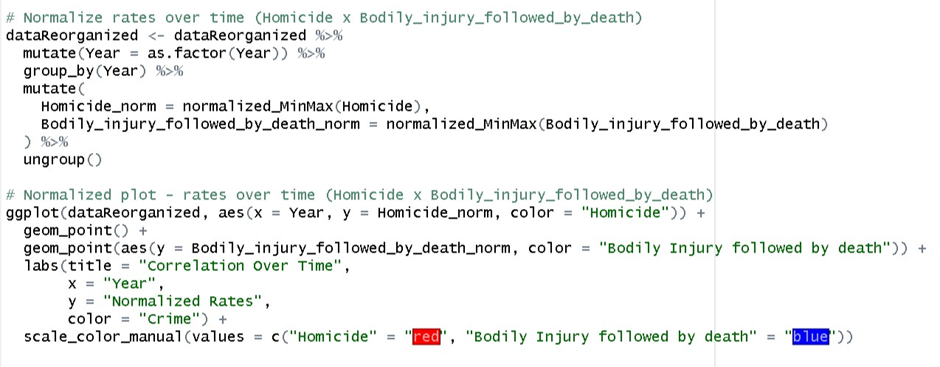 # Normalize rates over time (Homicide x Bodily_injury_followed_by_death)
dataReorganized <- dataReorganized %>%
  mutate(Year = as.factor(Year)) %>%
  group_by(Year) %>%
  mutate(
    Homicide_norm = normalized_MinMax(Homicide),
    Bodily_injury_followed_by_death_norm = normalized_MinMax(Bodily_injury_followed_by_death)
  ) %>%
  ungroup()
# Normalized plot - rates over time (Homicide x Bodily_injury_followed_by_death)
ggplot(dataReorganized, aes(x = Year, y = Homicide_norm, color = "Homicide")) +
  geom_point() +
  geom_point(aes(y = Bodily_injury_followed_by_death_norm, color = "Bodily Injury followed by death")) +
  labs(title = "Correlation Over Time",
       x = "Year",
       y = "Normalized Rates",
       color = "Crime") +
  scale_color_manual(values = c("Homicide" = "red", "Bodily Injury followed by death" = "blue"))